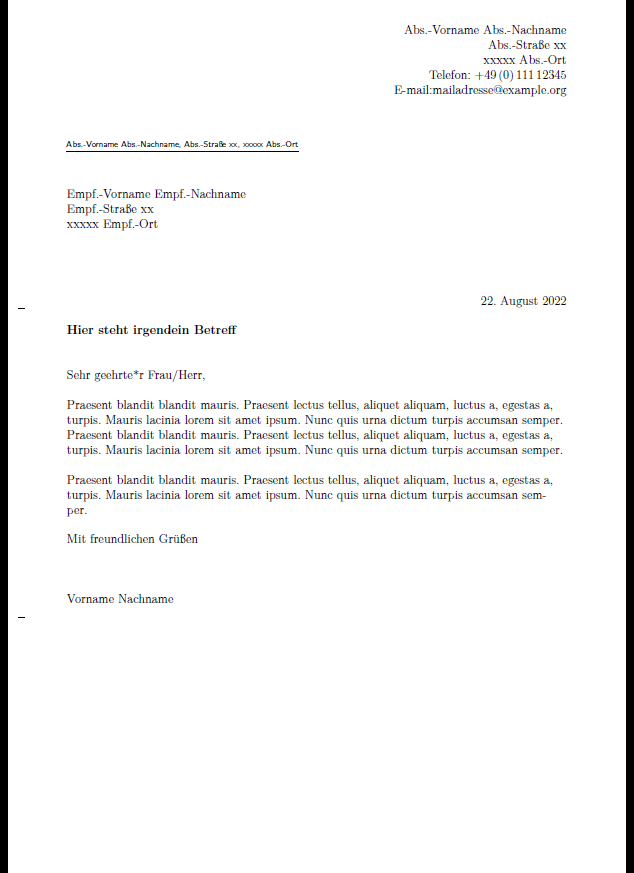 Abs.-Vorname Abs.-Nachname
Abs.-Straße xx
xxxxx Abs.-Ort
Telefon: +49 (0) 111 12345
E-mail:mailadresse@example.org
Abs.-Vorname Abs.-Nachname, Abs.-Straße xx, xxxxx Abs.-Ort
Empf.-Vorname Empf.-Nachname
Empf.-Straße xx
xxxxx Empf.-Ort
22. August 2022
Hier steht irgendein Betreff
Sehr geehrte*r Frau/Herr,
Praesent blandit blandit mauris. Praesent lectus tellus, aliquet aliquam, luctus a, egestas a,
turpis. Mauris lacinia lorem sit amet ipsum. Nunc quis urna dictum turpis accumsan semper.
Praesent blandit blandit mauris. Praesent lectus tellus, aliquet aliquam, luctus a, egestas a,
turpis. Mauris lacinia lorem sit amet ipsum. Nunc quis urna dictum turpis accumsan semper.
Praesent blandit blandit mauris. Praesent lectus tellus, aliquet aliquam, luctus a, egestas a,
turpis. Mauris lacinia lorem sit amet ipsum. Nunc quis urna dictum turpis accumsan sem-
per.
Mit freundlichen Grüßen
Vorname Nachname